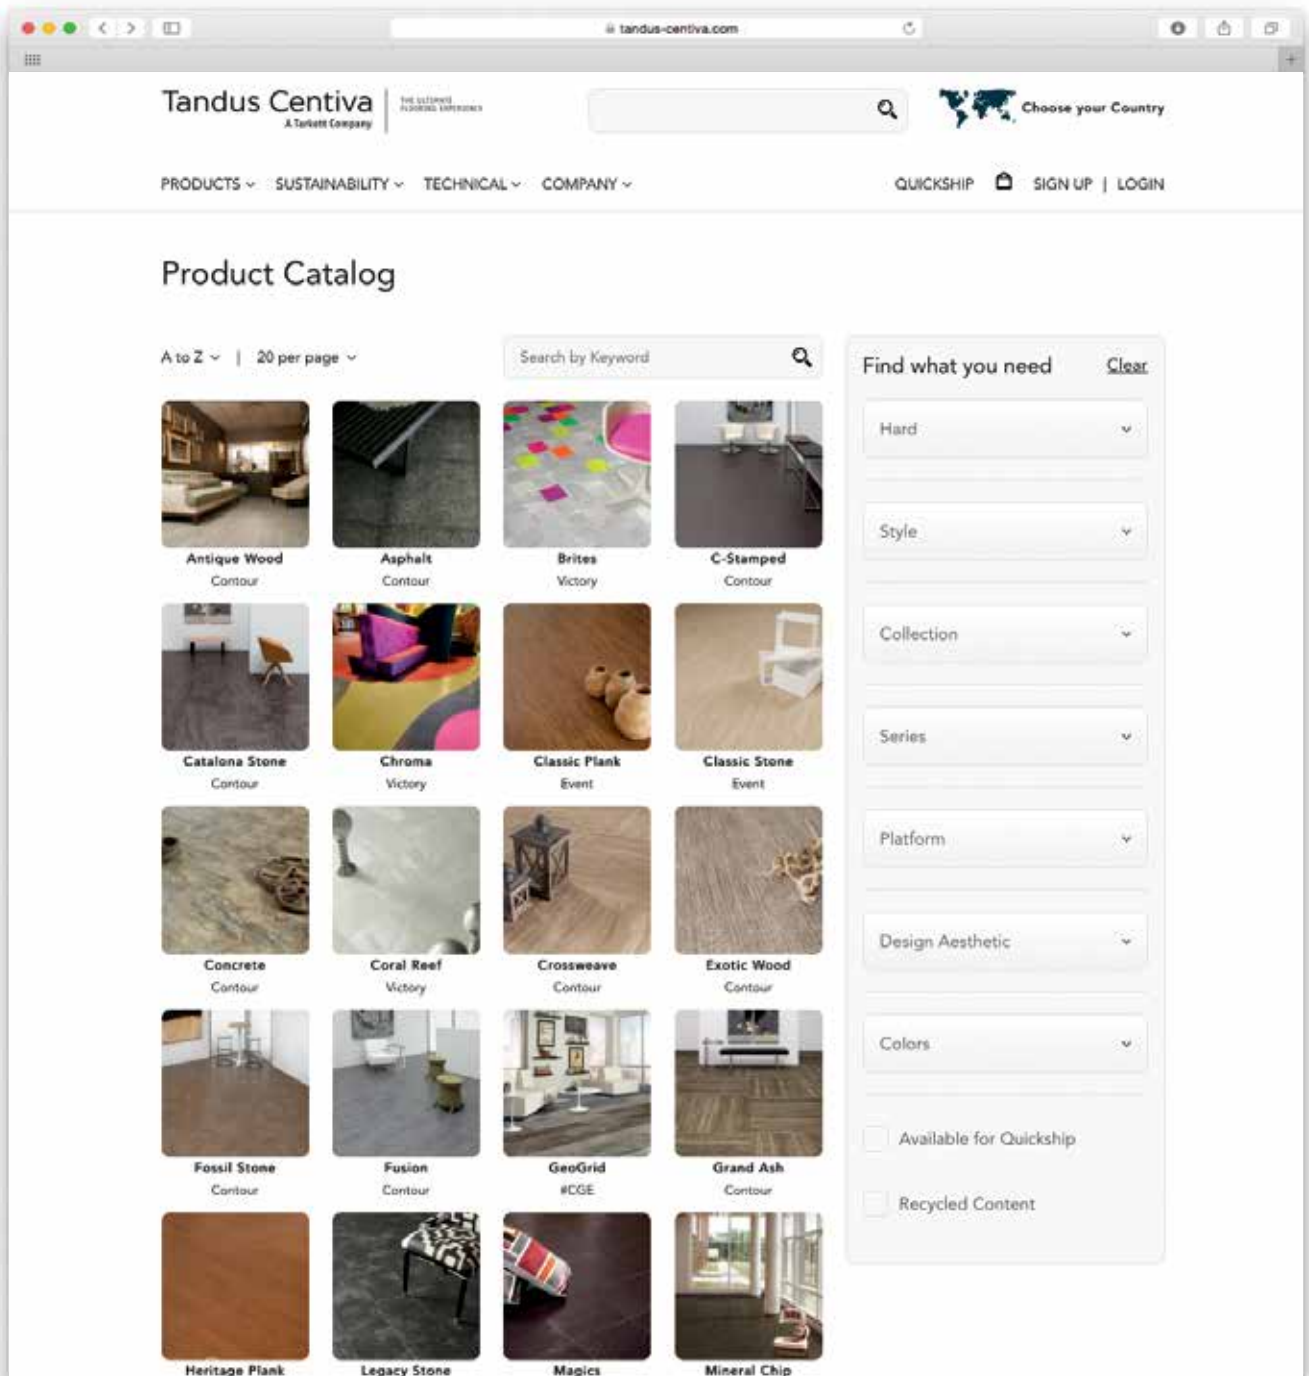 tandus-centiva.com
Tandus Centiva
A Tarkett Company
THE ULTIMATE
FLOORING EXPERIENCE
Choose your Country
PRODUCTS SUSTAINABILITY TECHNICAL COMPANY QUICKSHIP SIGN UP | LOGIN
Product Catalog
A to Z | 20 per page Search by Keyword
Find what you need Clear
Hard
Style
Collection
Series
Platform
Design Aesthetic
Colors
Available for Quickship
Recycled Content
Antique Wood Asphalt Brites C-Stamped
Contour Contour Victory Contour
Catalona Stone Chroma Classic Plank Classic Stone
Contour Victory Event Event
Concrete Coral Reef Crossweave Exotic Wood
Contour Victory Contour Contour
Fossil Stone Fusion GeoGrid Grand Ash
Contour Contour #CGE Contour
Heritage Plank Legacy Stone Magics Mineral Chip